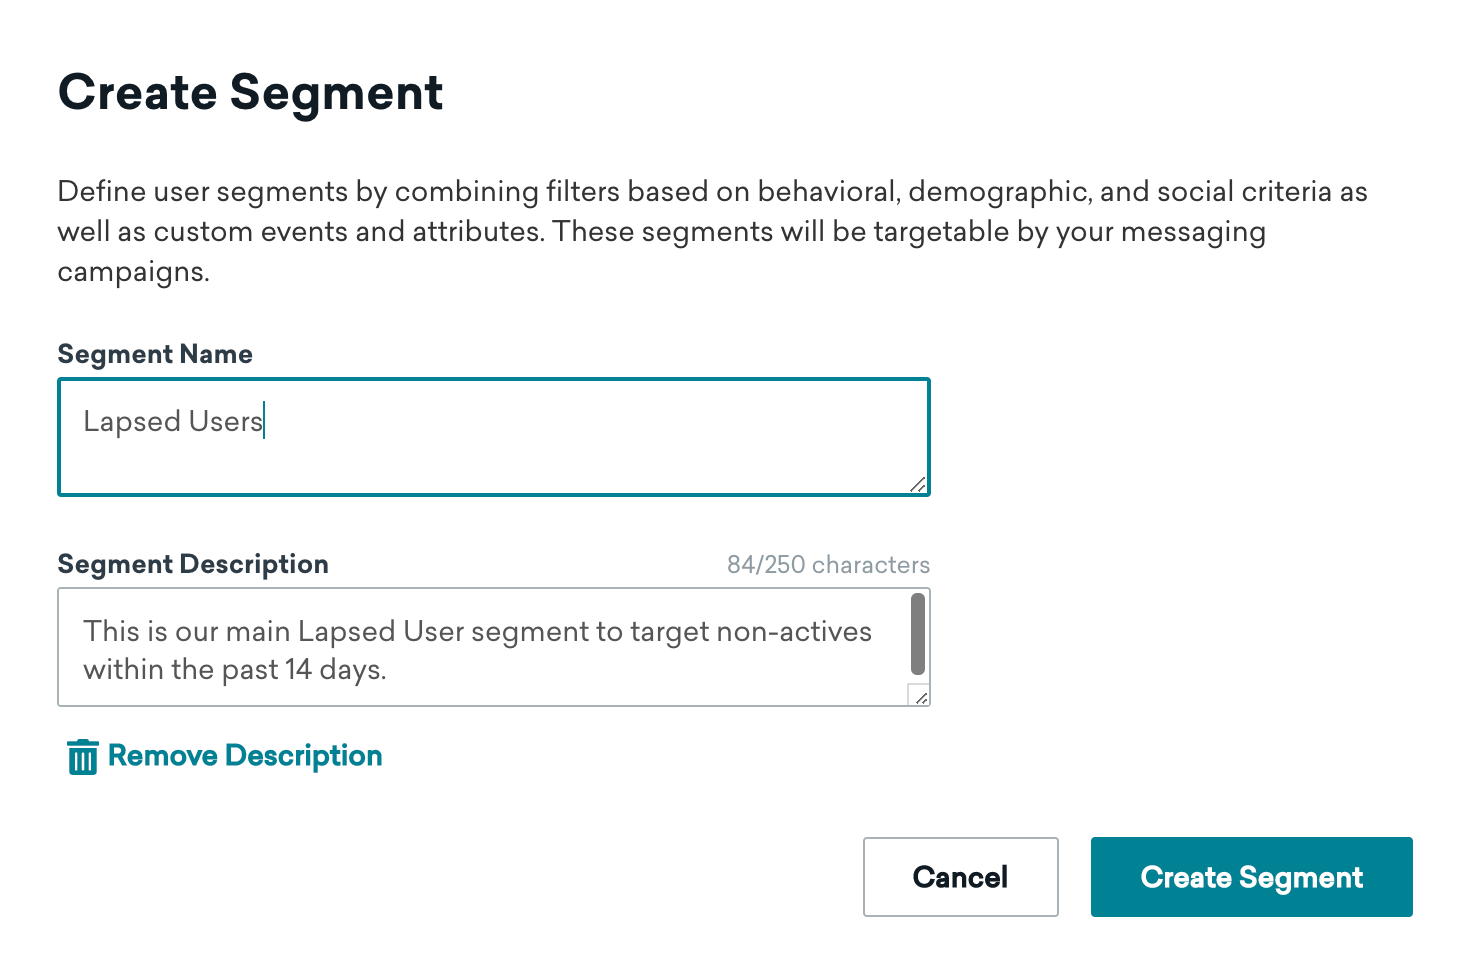 Create Segment
Define user segments by combining filters based on behavioral, demographic, and social criteria as
well as custom events and attributes. These segments will be targetable by your messaging
campaigns.
Segment Name
Lapsed Users
Segment Description
84/250 characters
This is our main Lapsed User segment to target non-actives
within the past 14 days.
Remove Description
Cancel
Create Segment